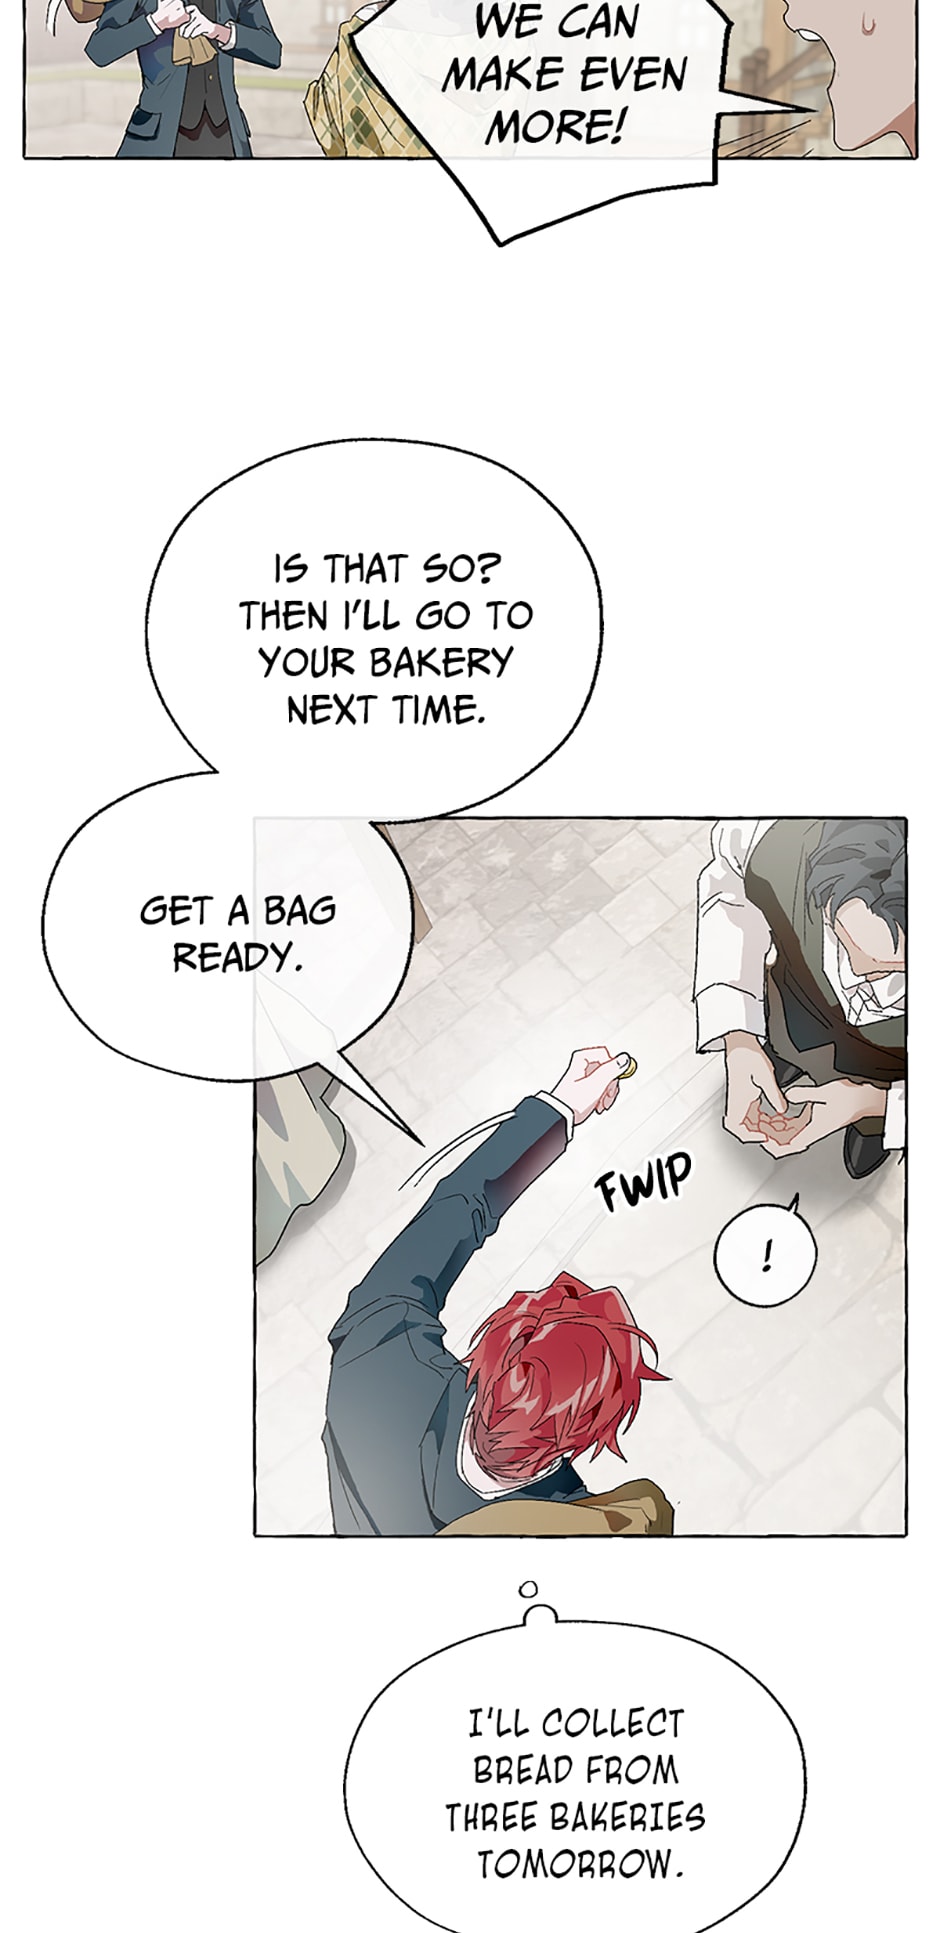 WE CAN
MAKE EVEN
MORE!
IS THAT SO?
THEN I'LL GO TO
YOUR BAKERY
NEXT TIME.
GET A BAG
READY.
FWIP
!
I'LL COLLECT
BREAD FROM
THREE BAKERIES
TOMORROW.